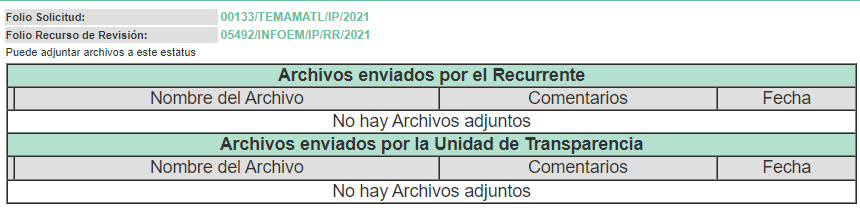 Folio Solicitud: 00133/TEMAMATL/IP/2021
Folio Recurso de Revisión: 05492/INFOEM/IP/RR/2021
Puede adjuntar archivos a este estatus
Archivos enviados por el Recurrente
Nombre del Archivo Comentarios Fecha
No hay Archivos adjuntos
Archivos enviados por la Unidad de Transparencia
Nombre del Archivo Comentarios Fecha
No hay Archivos adjuntos